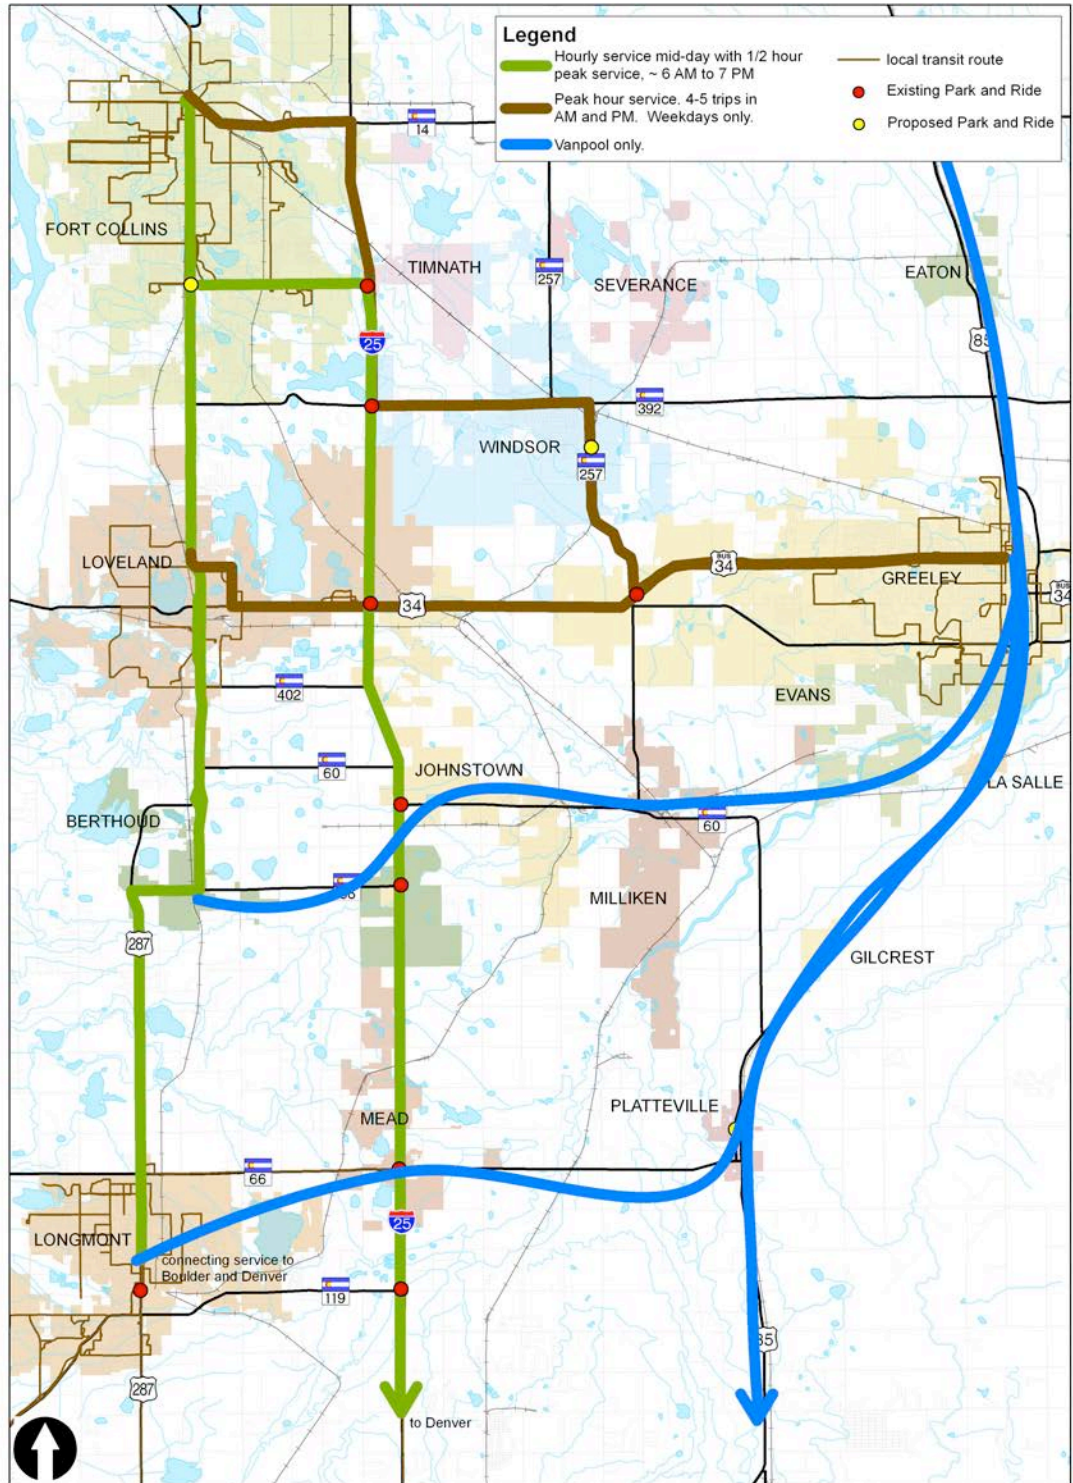 Legend
Hourly service mid-day with 1/2 hour
peak service, ~ 6 AM to 7 PM
Peak hour service. 4-5 trips in
AM and PM. Weekdays only.
Vanpool only.
local transit route
Existing Park and Ride
Proposed Park and Ride
14
FORT COLLINS
TIMNATH
257
SEVERANCE
EATON
85
25
392
WINDSOR
257
LOVELAND
BUS
34
GREELEY
BUS
34
34
402
EVANS
60
JOHNSTOWN
LA SALLE
BERTHOUD
60
MILLIKEN
287
GILCREST
PLATTEVILLE
MEAD
66
25
LONGMONT
connecting service to
Boulder and Denver
119
85
287
to Denver